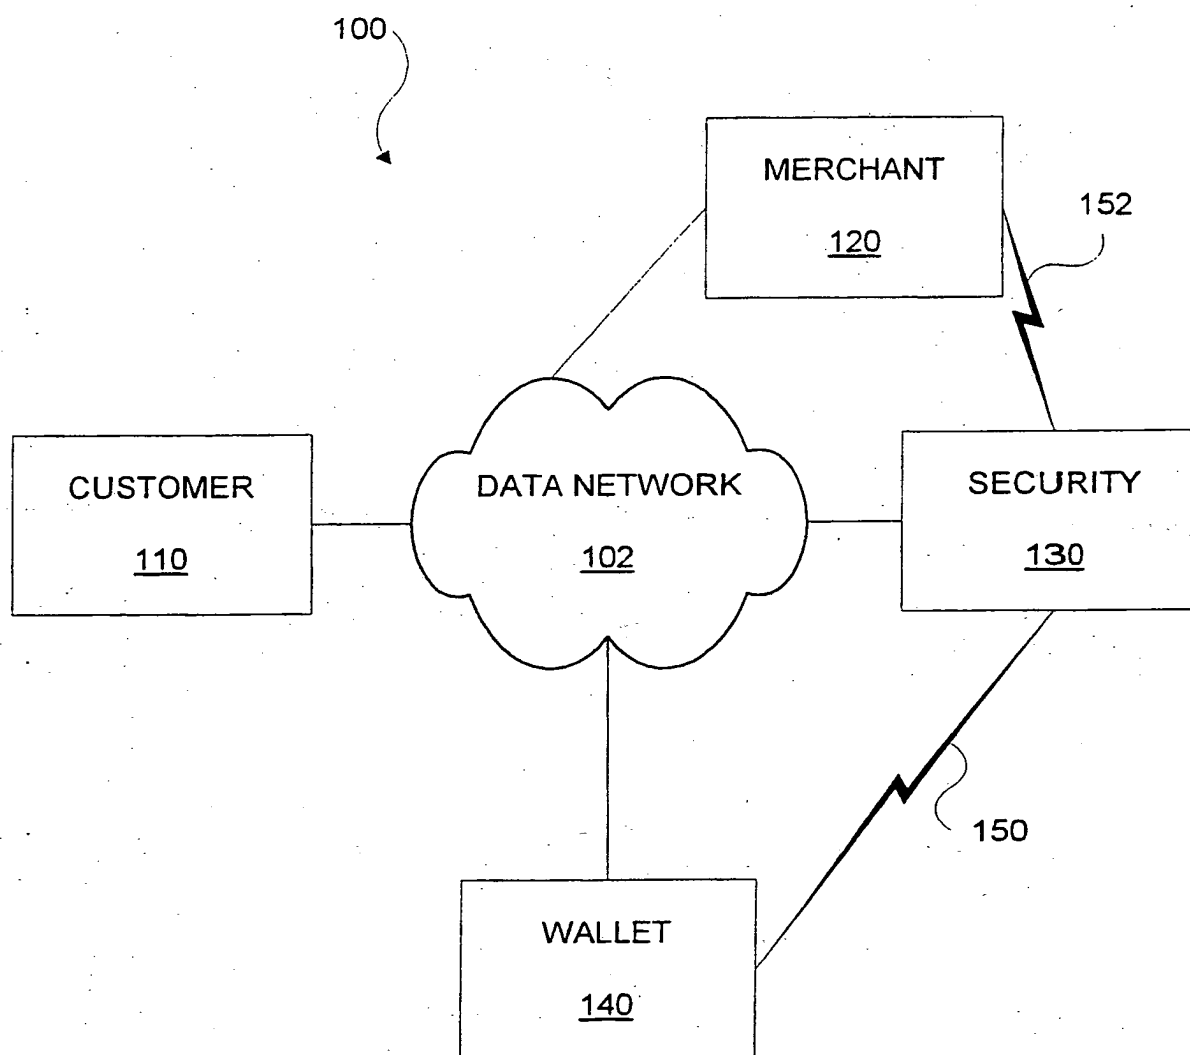 100
MERCHANT
120
152
CUSTOMER
110
DATA NETWORK
102
SECURITY
130
150
WALLET
140